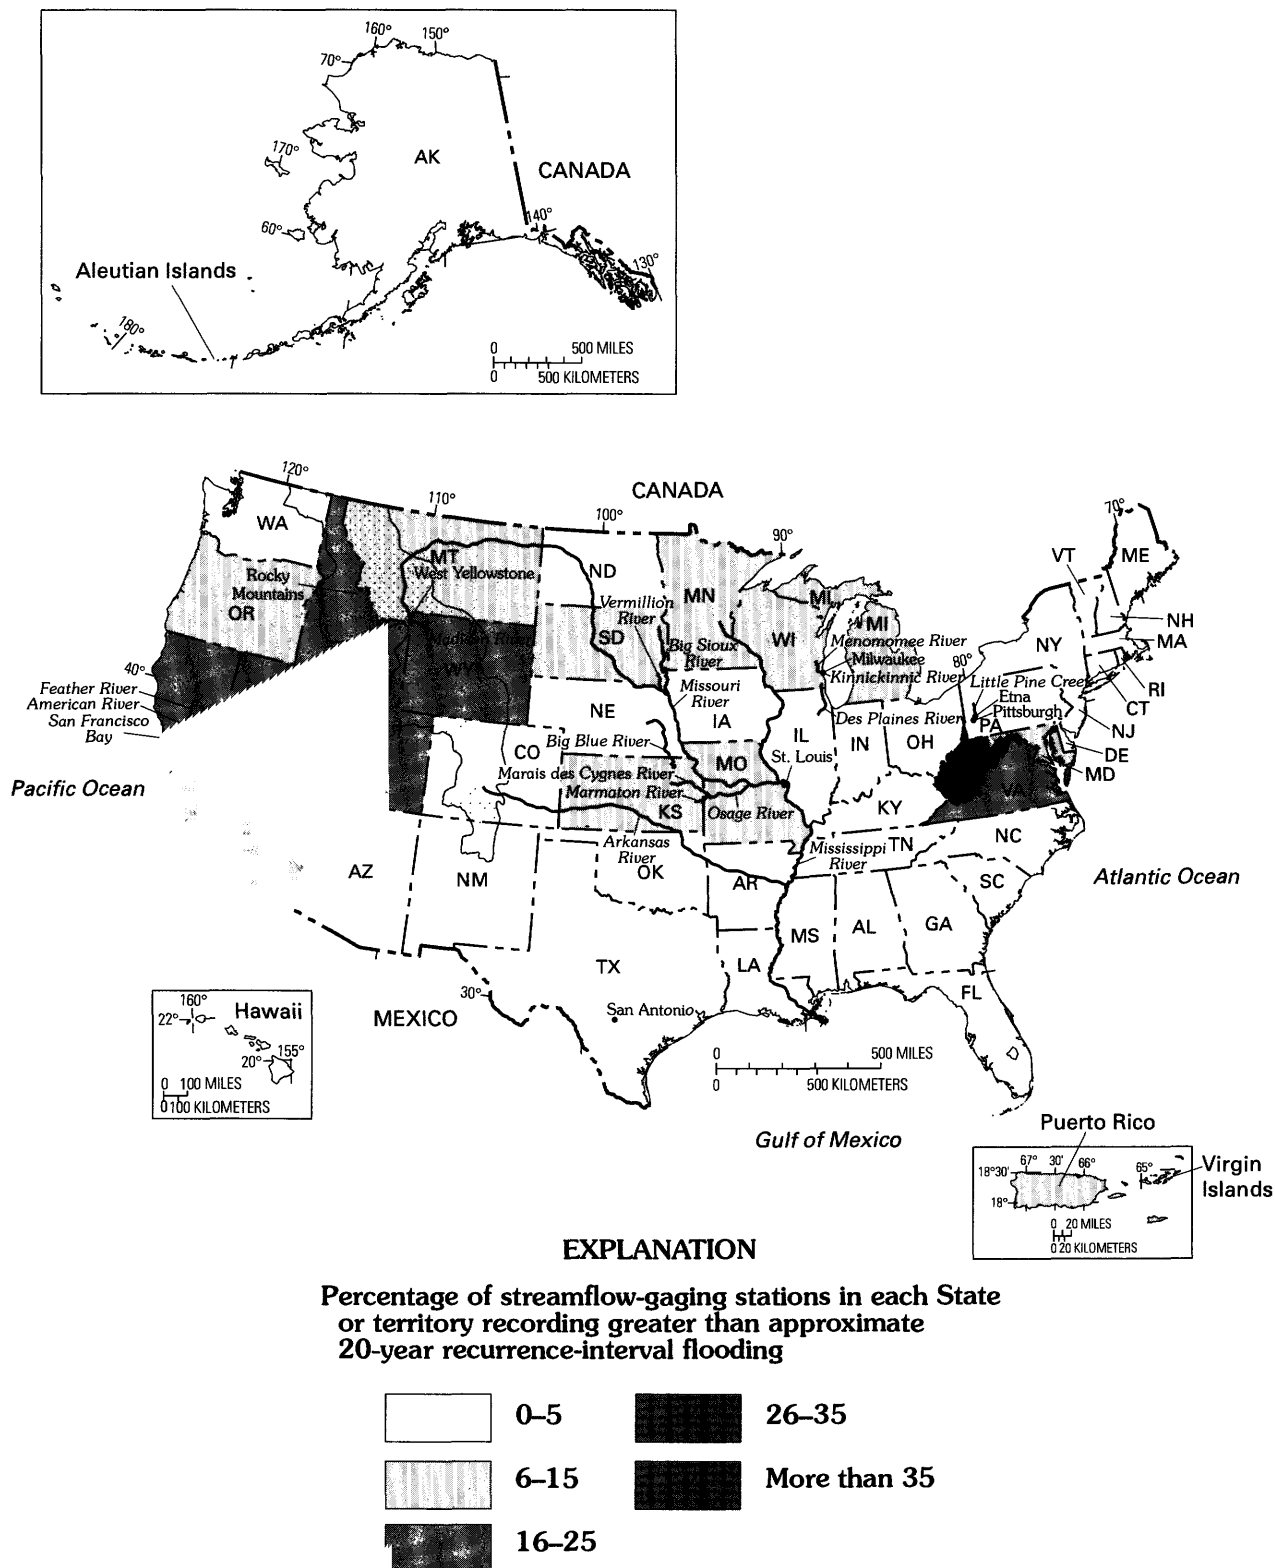 160°
150°
70°
170°
AK
CANADA
60°
140°
130°
Aleutian Islands
180°
0 500 MILES
0 500 KILOMETERS
120°
110°
CANADA
100°
90°
70°
WA
MT
West Yellowstone
ND
MN
VT
ME
Rocky
Mountains
OR
Vermillion
River
MI
NH
MA
Madison River
SD
Big Sioux
River
WI
MI
Menomomee River
Milwaukee
Kinnickinnic River
NY
80°
40°
WY
Missouri
River
Little Pine Creek
Etna
Pittsburgh
RI
CT
Feather River
American River
San Francisco
Bay
NE
IA
Des Plaines River
PA
NJ
CO
Big Blue River
IL
IN
OH
DE
MD
Marais des Cygnes River
MO
St. Louis
Pacific Ocean
Marmaton River
KS
Osage River
KY
VA
Arkansas
River
Mississippi
River
TN
NC
AZ
NM
OK
AR
SC
Atlantic Ocean
MS
AL
GA
TX
LA
30°
FL
San Antonio
MEXICO
160°
Hawaii
22°
20°
155°
0 100 MILES
0 100 KILOMETERS
0 500 MILES
0 500 KILOMETERS
Gulf of Mexico
Puerto Rico
67° 30' 66° 65°
18°30'
18°
Virgin
Islands
0 20 MILES
0 20 KILOMETERS
EXPLANATION
Percentage of streamflow-gaging stations in each State
or territory recording greater than approximate
20-year recurrence-interval flooding
0–5
26–35
6–15
More than 35
16–25